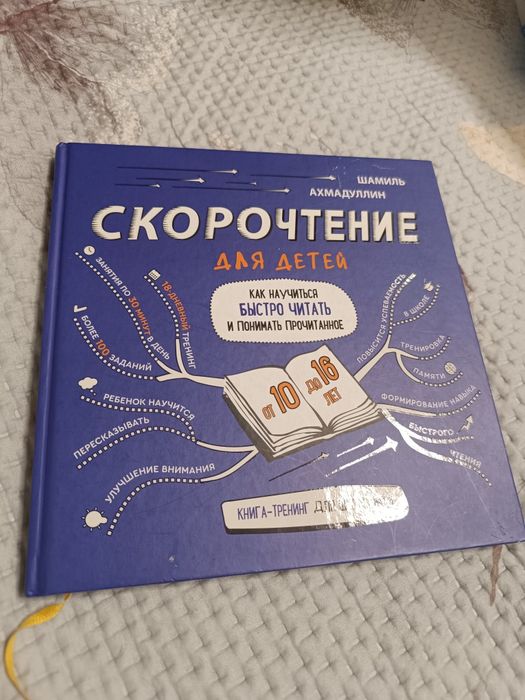 ШАМИЛЬ
АХМАДУЛЛИН
СКОРОЧТЕНИЕ
ДЛЯ ДЕТЕЙ
КАК НАУЧИТЬСЯ
БЫСТРО ЧИТАТЬ
И ПОНИМАТЬ ПРОЧИТАННОЕ
18-ДНЕВНЫЙ ТРЕНИНГ
ЗАНЯТИЯ ПО 30 МИНУТ В ДЕНЬ
БОЛЕЕ 100 ЗАДАНИЙ
РЕБЕНОК НАУЧИТСЯ
ПЕРЕСКАЗЫВАТЬ
УЛУЧШЕНИЕ ВНИМАНИЯ
ОТ 10 ДО 16
ЛЕТ
ПОВЫСИТСЯ УСПЕВАЕМОСТЬ
В ШКОЛЕ
ТРЕНИРОВКА
ПАМЯТИ
ФОРМИРОВАНИЕ НАВЫКА
БЫСТРОГО
ЧТЕНИЯ
КНИГА-ТРЕНИНГ